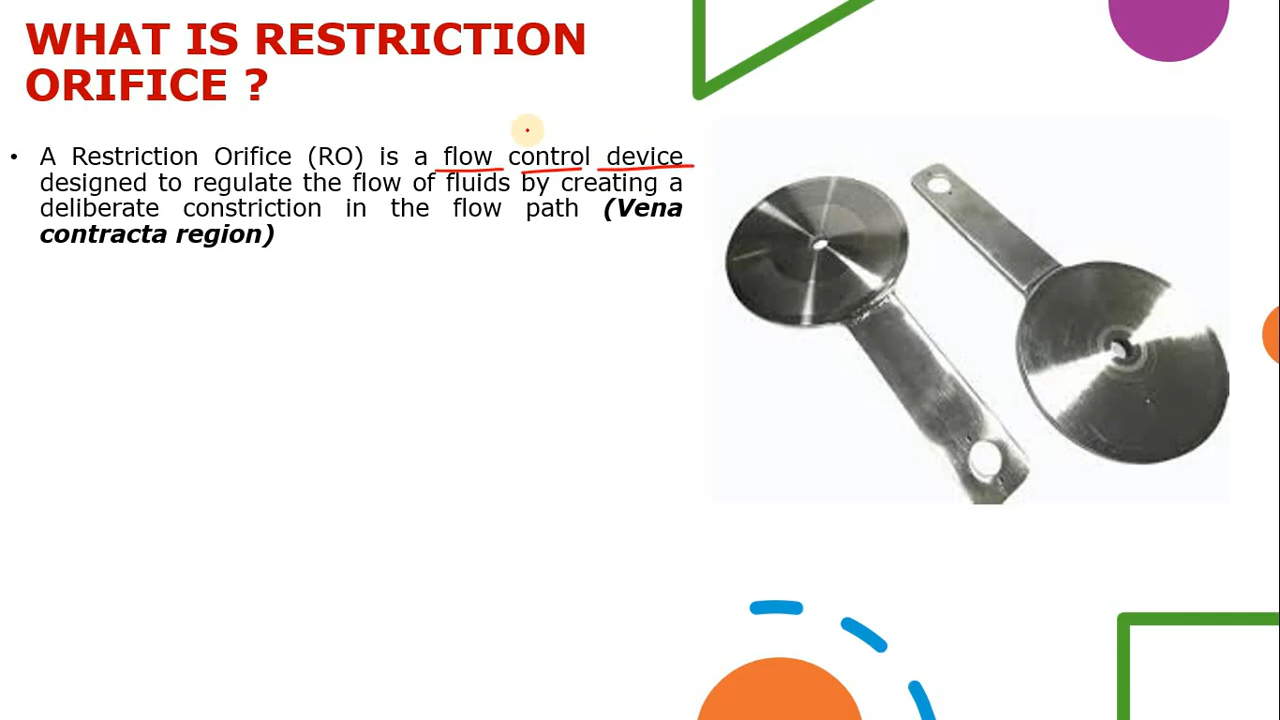 WHAT IS RESTRICTION
ORIFICE ?
• A Restriction Orifice (RO) is a flow control device
designed to regulate the flow of fluids by creating a
deliberate constriction in the flow path (Vena
contracta region)